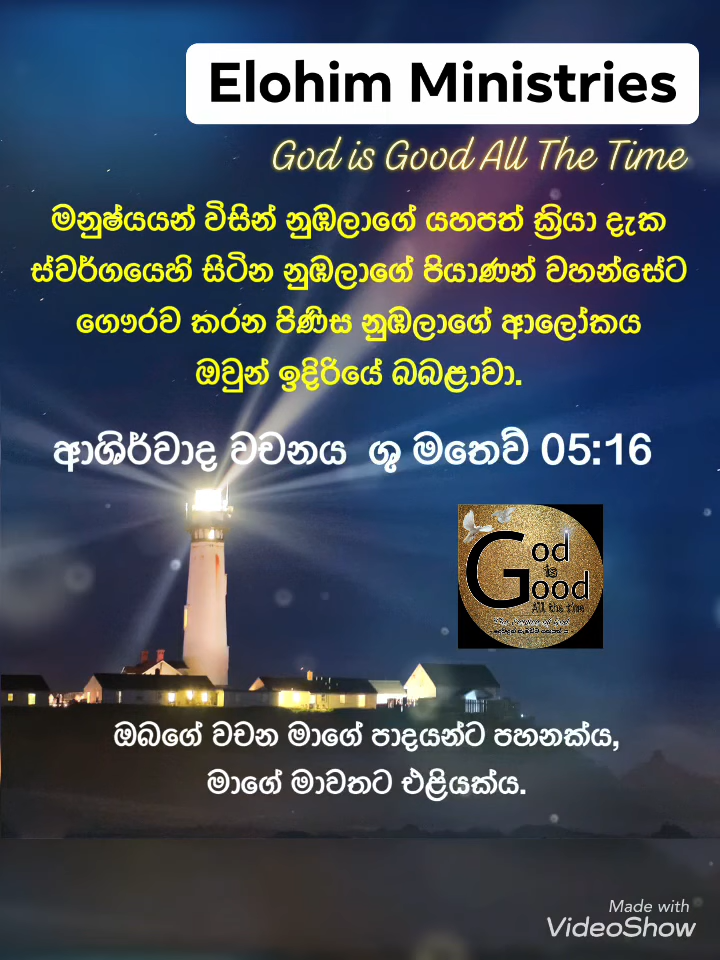 Elohim Ministries
God is Good All The Time
මනුෂ්යයන් විසින් නුඹලාගේ යහපත් ක්‍රියා දැක
ස්වර්ගයෙහි සිටින නුඹලාගේ පියාණන් වහන්සේට
ගෞරව කරන පිණිස නුඹලාගේ ආලෝකය
ඔවුන් ඉදිරියේ බබළාවා.
ආශිර්වාද වචනය ශු මතෙව් 05:16
God
is
Good
All the time
ඔබගේ වචන මාගේ පාදයන්ට පහනක්ය,
මාගේ මාවතට එළියක්ය.
Made with
VideoShow